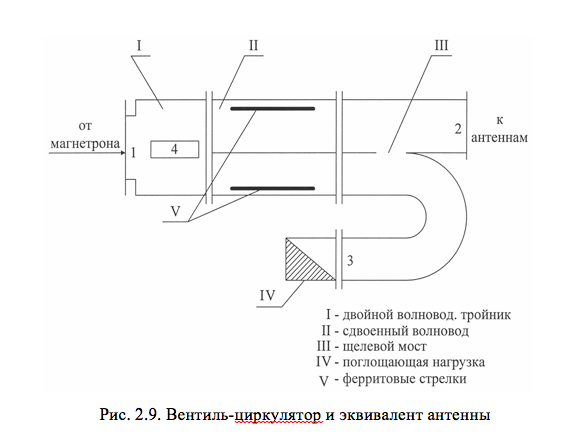 I
II
III
от
магнетрона
1
4
2
к
антеннам
V
3
IV
I - двойной волновод. тройник
II - сдвоенный волновод
III - щелевой мост
IV - поглощающая нагрузка
V - ферритовые стрелки
Рис. 2.9. Вентиль-циркулятор и эквивалент антенны